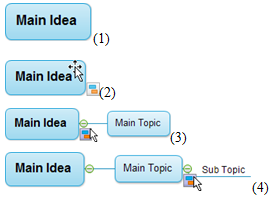 Main Idea (1)
Main Idea (2)
Main Idea Main Topic (3)
Main Idea Main Topic Sub Topic (4)